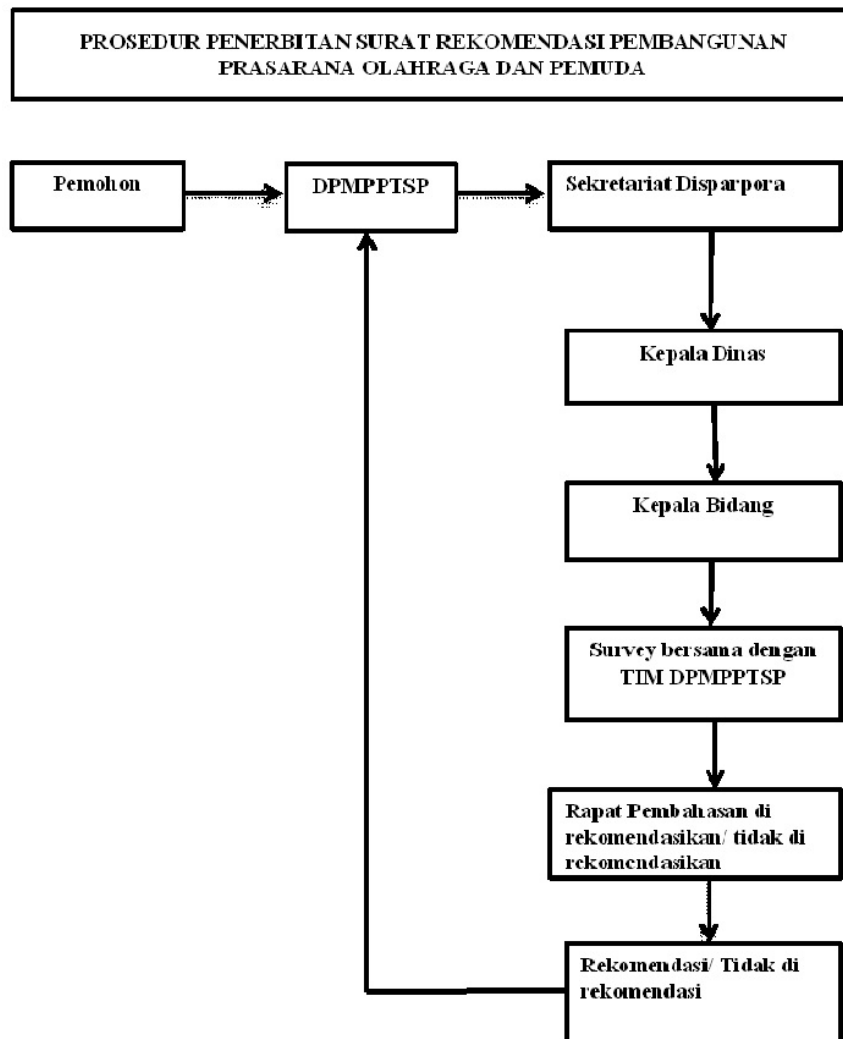 PROSEDUR PENERBITAN SURAT REKOMENDASI PEMBANGUNAN
PRASARANA OLAHRAGA DAN PEMUDA
Pemohon
DPMPPTSP
Sekretariat Disparpora
Kepala Dinas
Kepala Bidang
Survey bersama dengan
TIM DPMPPTSP
Rapat Pembahasan di
rekomendasikan/ tidak di
rekomendasikan
Rekomendasi/ Tidak di
rekomendasi